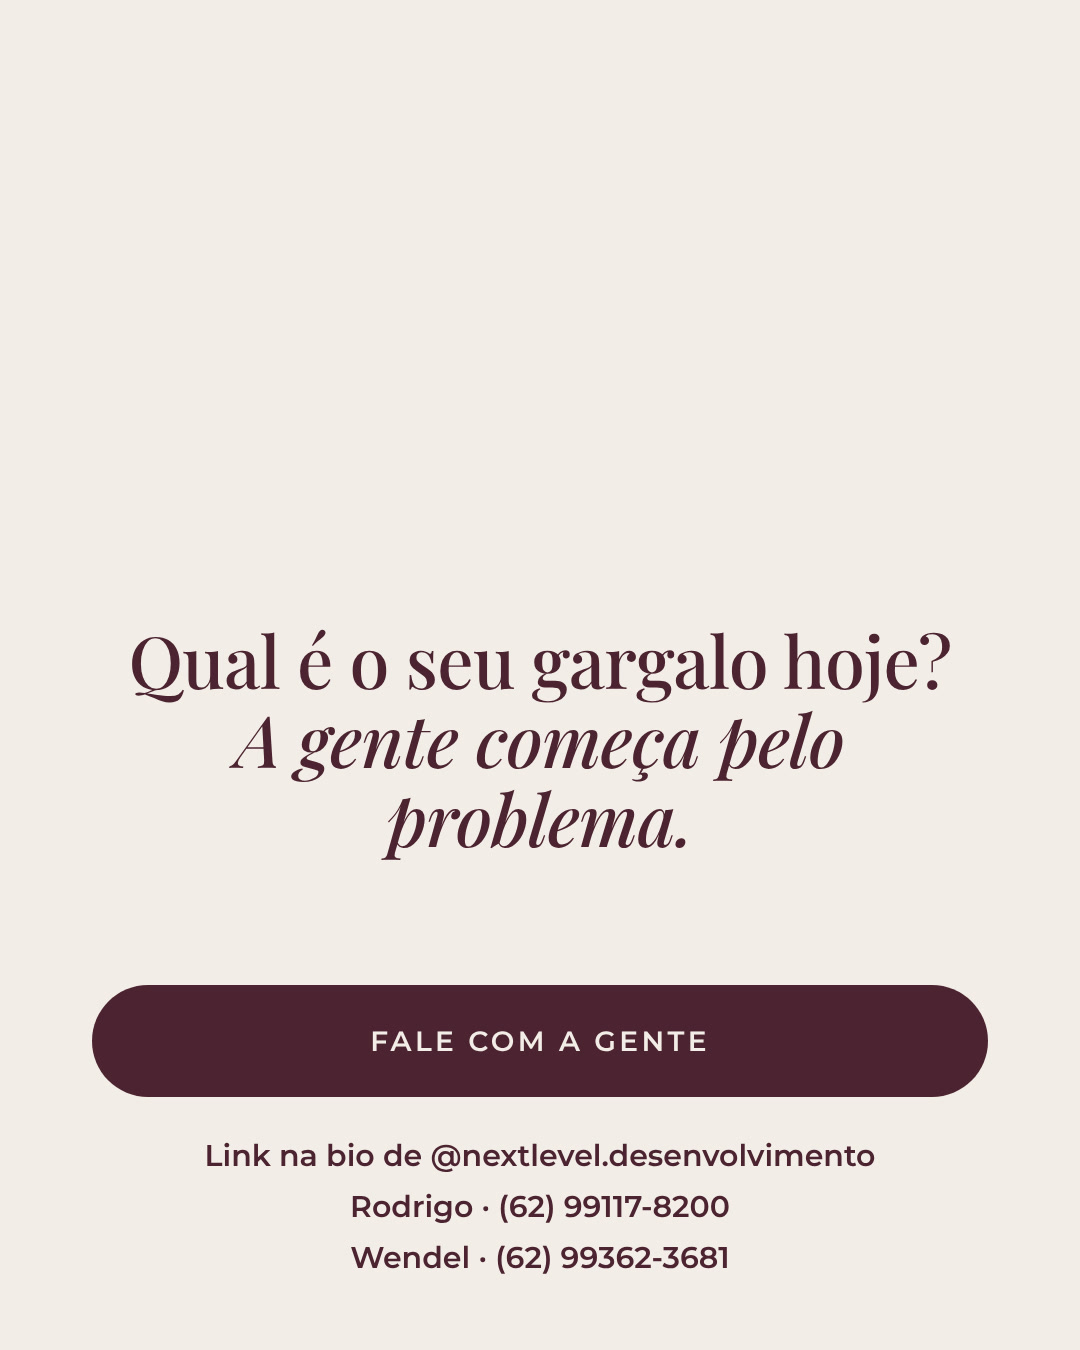 Qual é o seu gargalo hoje?
A gente começa pelo
problema.
FALE COM A GENTE
Link na bio de @nextlevel.desenvolvimento
Rodrigo · (62) 99117-8200
Wendel · (62) 99362-3681